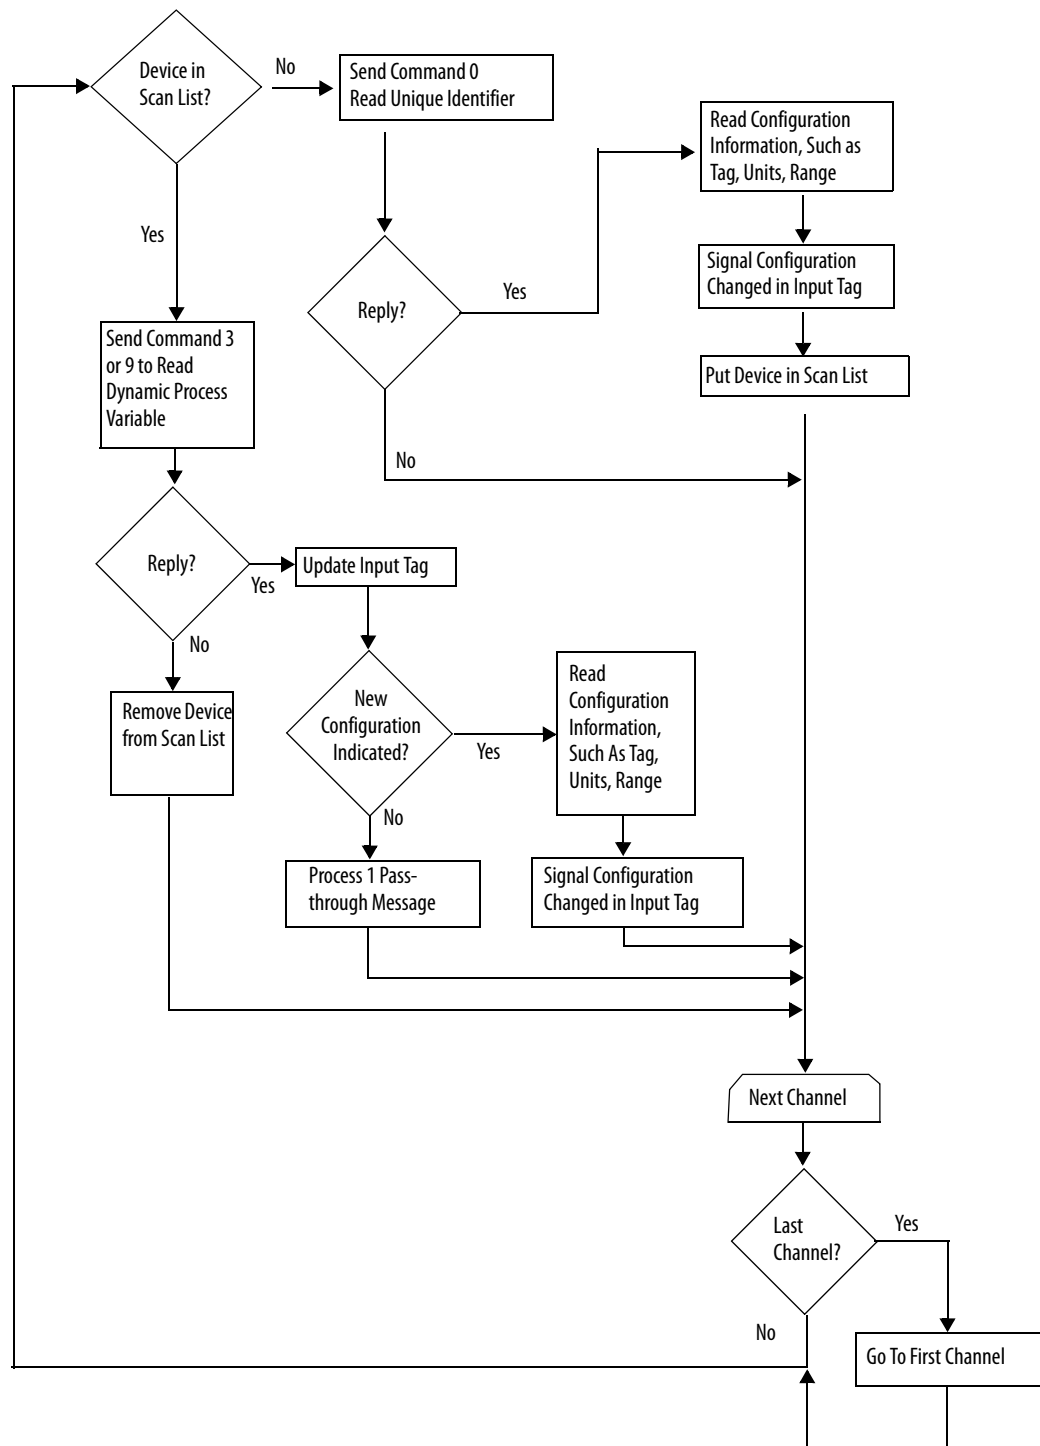 Device in
Scan List?
No
Send Command 0
Read Unique Identifier
Read Configuration
Information, Such as
Tag, Units, Range
Yes
Signal Configuration
Changed in Input Tag
Reply?
Yes
Put Device in Scan List
Send Command 3
or 9 to Read
Dynamic Process
Variable
No
Reply?
Yes
Update Input Tag
No
Remove Device
from Scan List
New
Configuration
Indicated?
Yes
Read
Configuration
Information,
Such As Tag,
Units, Range
No
Process 1 Pass-
through Message
Signal Configuration
Changed in Input Tag
Next Channel
Last
Channel?
Yes
No
Go To First Channel